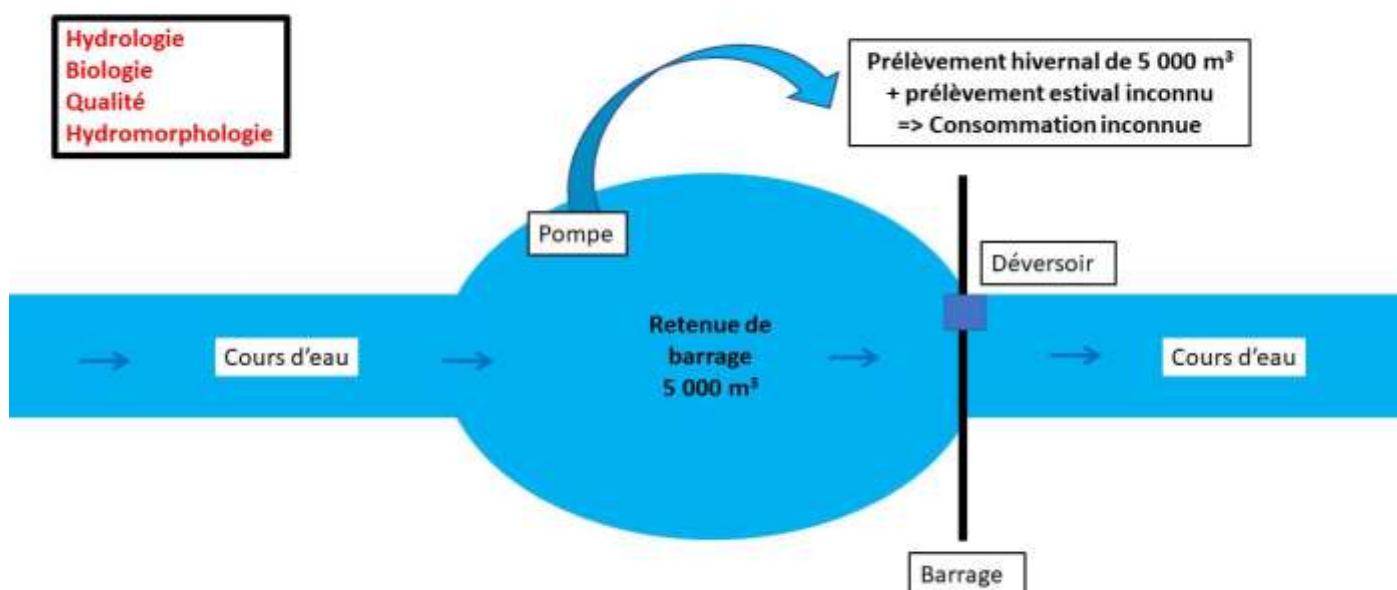 Hydrologie
Biologie
Qualité
Hydromorphologie
Prélèvement hivernal de 5 000 m³
+ prélèvement estival inconnu
=> Consommation inconnue
Pompe
Déversoir
Retenue de
barrage
5 000 m³
Cours d'eau
Cours d'eau
Barrage